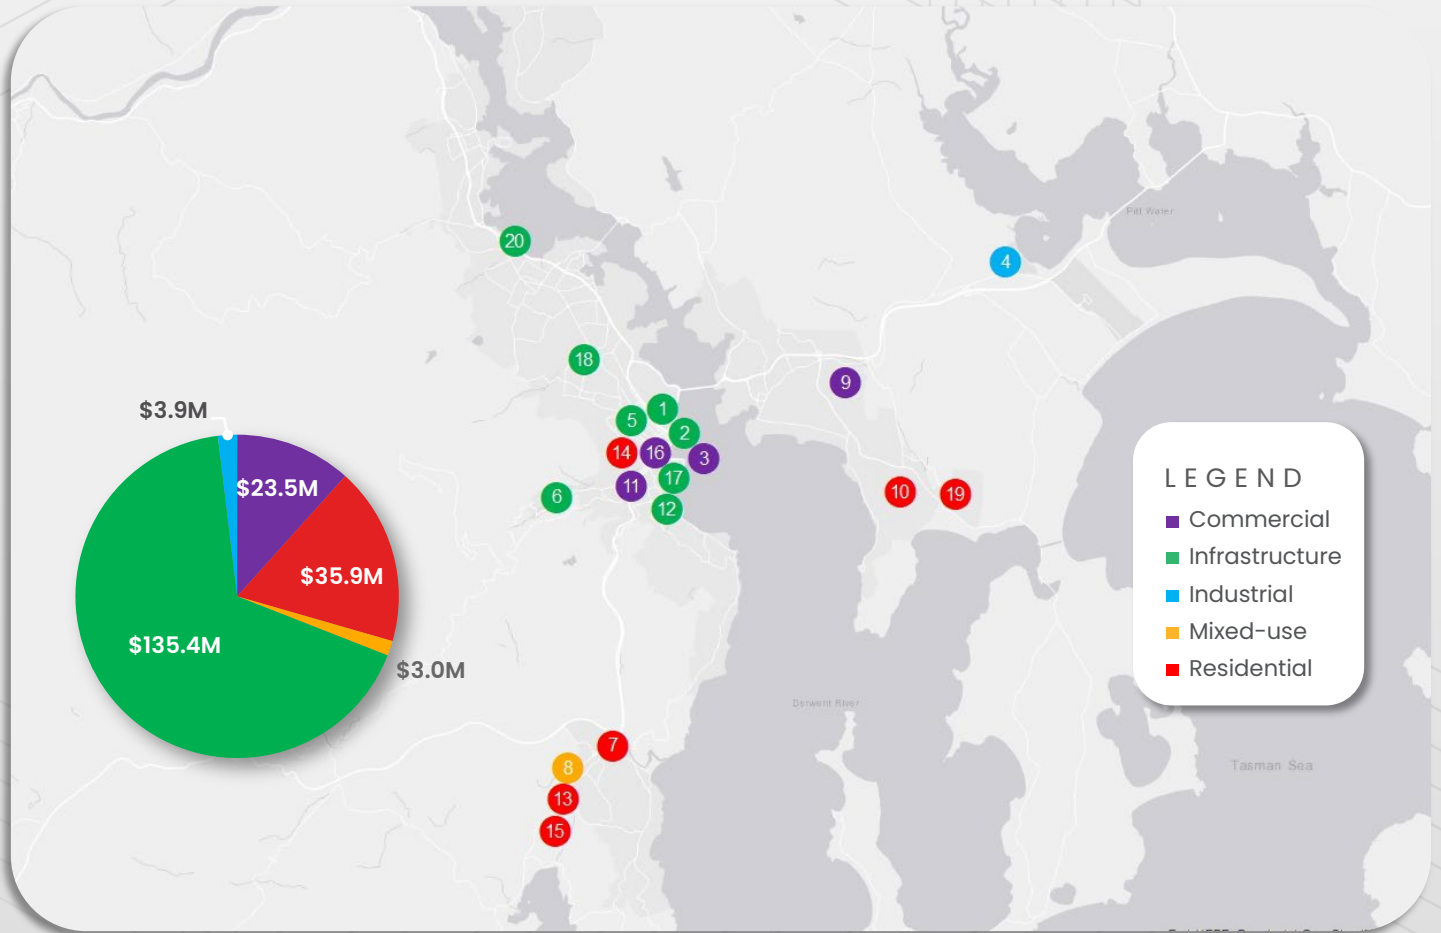 Pitt Water
20
4
18
9
1
5
2
14
16
3
17
11
6
12
10
19
$3.9M
$23.5M
$35.9M
$135.4M
$3.0M
LEGEND
Commercial
Infrastructure
Industrial
Mixed-use
Residential
Derwent River
7
8
13
15
Tasman Sea